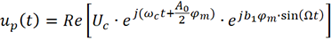 u_p(t) = Re[U_c · e^{j(ω_c t + \frac{A_0}{2} φ_m)} · e^{j b_1 φ_m · sin(Ωt)}]